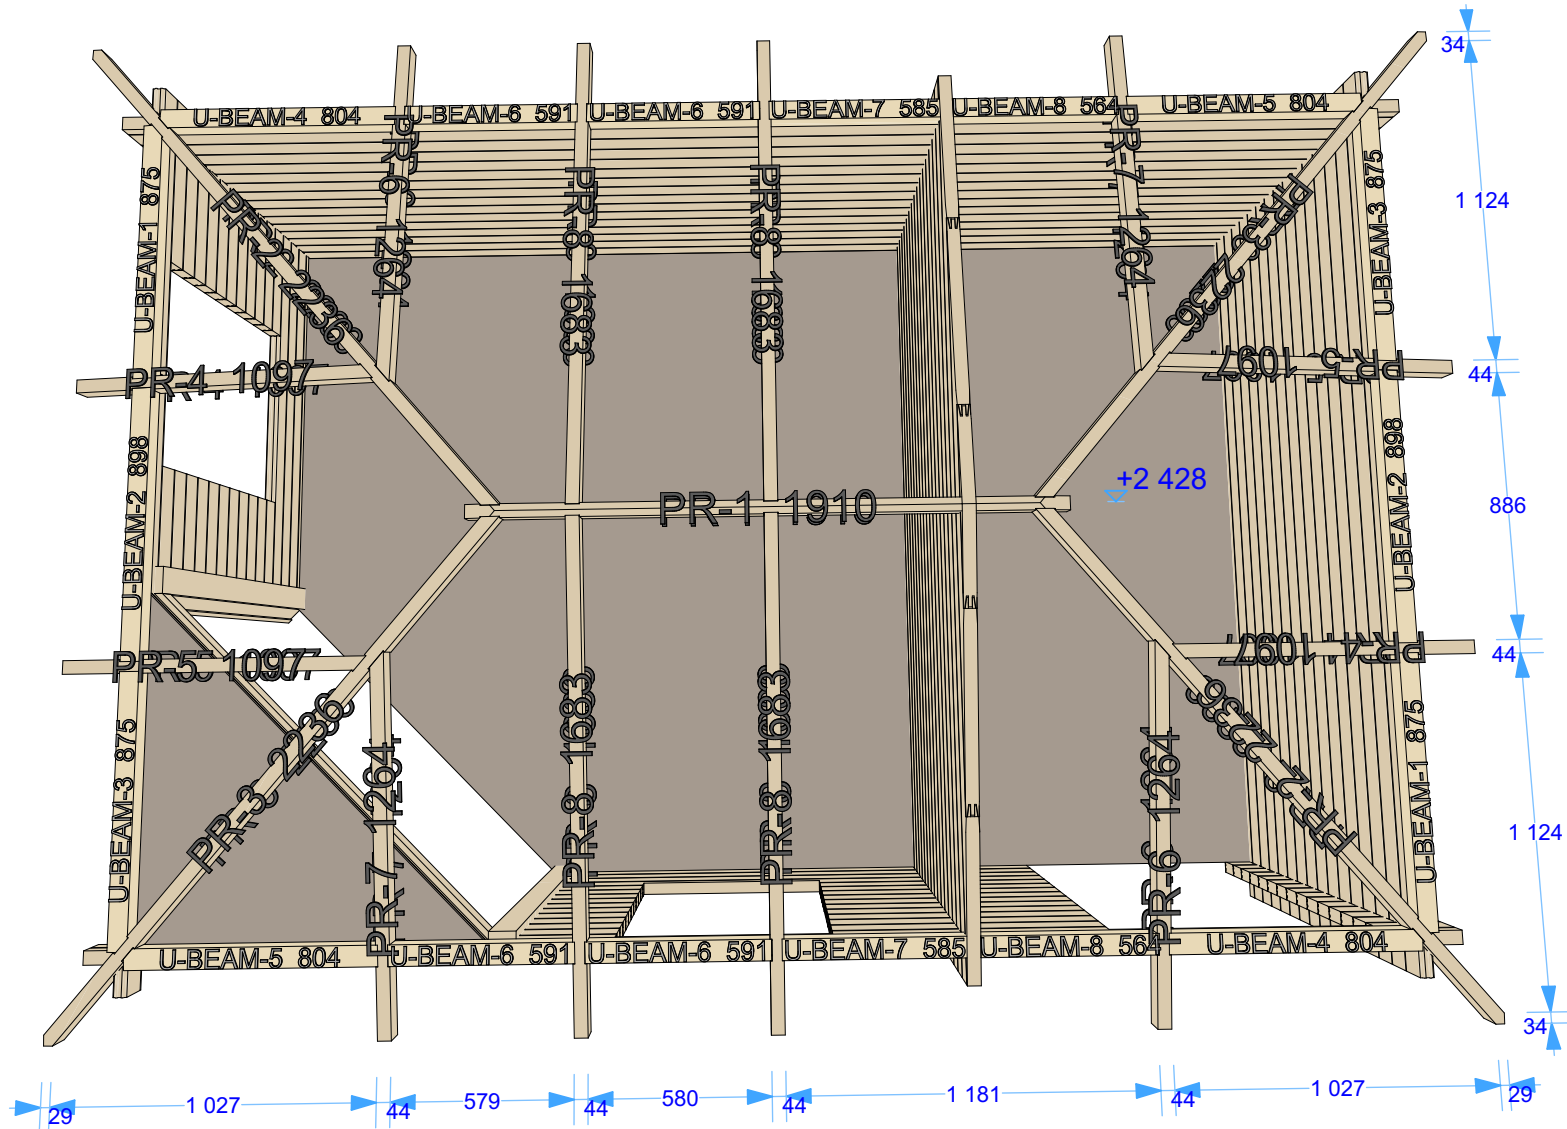 34
U-BEAM-4 804
U-BEAM-6 591
U-BEAM-6 591
U-BEAM-7 585
U-BEAM-8 564
U-BEAM-5 804
U-BEAM-1 875
PR-2 2236
PR-6 1264
PR-8 1683
PR-8 1683
PR-7 1264
PR-3 2236
U-BEAM-3 875
1 124
PR-4 1097
PR-5 1097
44
U-BEAM-2 898
+2 428
U-BEAM-2 898
886
PR-1 1910
PR-5 1097
PR-4 1097
44
U-BEAM-3 875
PR-3 2236
PR-7 1264
PR-8 1683
PR-8 1683
PR-6 1264
PR-2 2236
U-BEAM-1 875
1 124
U-BEAM-5 804
U-BEAM-6 591
U-BEAM-6 591
U-BEAM-7 585
U-BEAM-8 564
U-BEAM-4 804
34
29
1 027
44
579
44
580
44
1 181
44
1 027
29